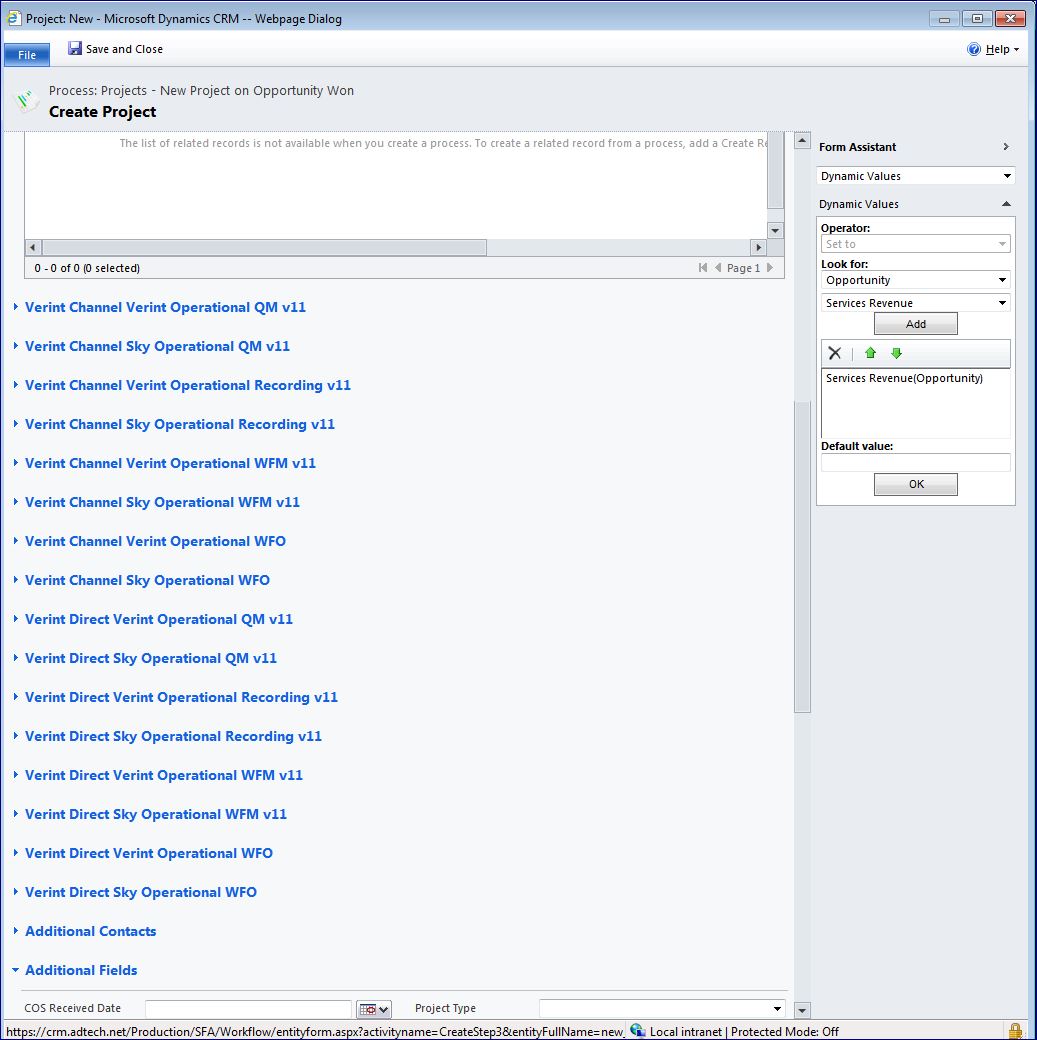 Project: New - Microsoft Dynamics CRM -- Webpage Dialog
File
Save and Close
Help
Process: Projects - New Project on Opportunity Won
Create Project
The list of related records is not available when you create a process. To create a related record from a process, add a Create Re
0 - 0 of 0 (0 selected)
Page 1
Verint Channel Verint Operational QM v11
Verint Channel Sky Operational QM v11
Verint Channel Verint Operational Recording v11
Verint Channel Sky Operational Recording v11
Verint Channel Verint Operational WFM v11
Verint Channel Sky Operational WFM v11
Verint Channel Verint Operational WFO
Verint Channel Sky Operational WFO
Verint Direct Verint Operational QM v11
Verint Direct Sky Operational QM v11
Verint Direct Verint Operational Recording v11
Verint Direct Sky Operational Recording v11
Verint Direct Verint Operational WFM v11
Verint Direct Sky Operational WFM v11
Verint Direct Verint Operational WFO
Verint Direct Sky Operational WFO
Additional Contacts
Additional Fields
COS Received Date
Project Type
Form Assistant
Dynamic Values
Dynamic Values
Operator:
Set to
Look for:
Opportunity
Services Revenue
Add
Services Revenue(Opportunity)
Default value:
OK
https://crm.adtech.net/Production/SFA/Workflow/entityform.aspx?activityname=CreateStep3&entityFullName=new_
Local intranet | Protected Mode: Off